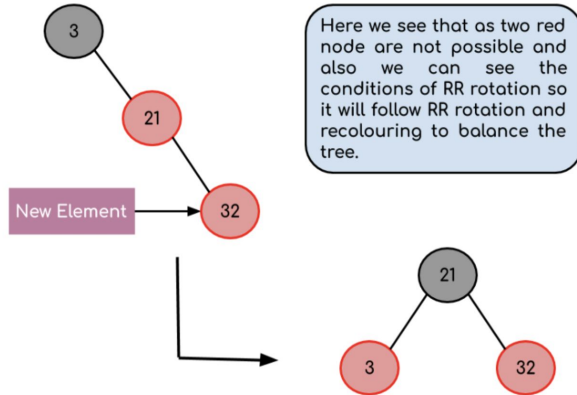 3
Here we see that as two red
node are not possible and
also we can see the
conditions of RR rotation so
it will follow RR rotation and
recolouring to balance the
tree.
21
New Element
32
21
3
32